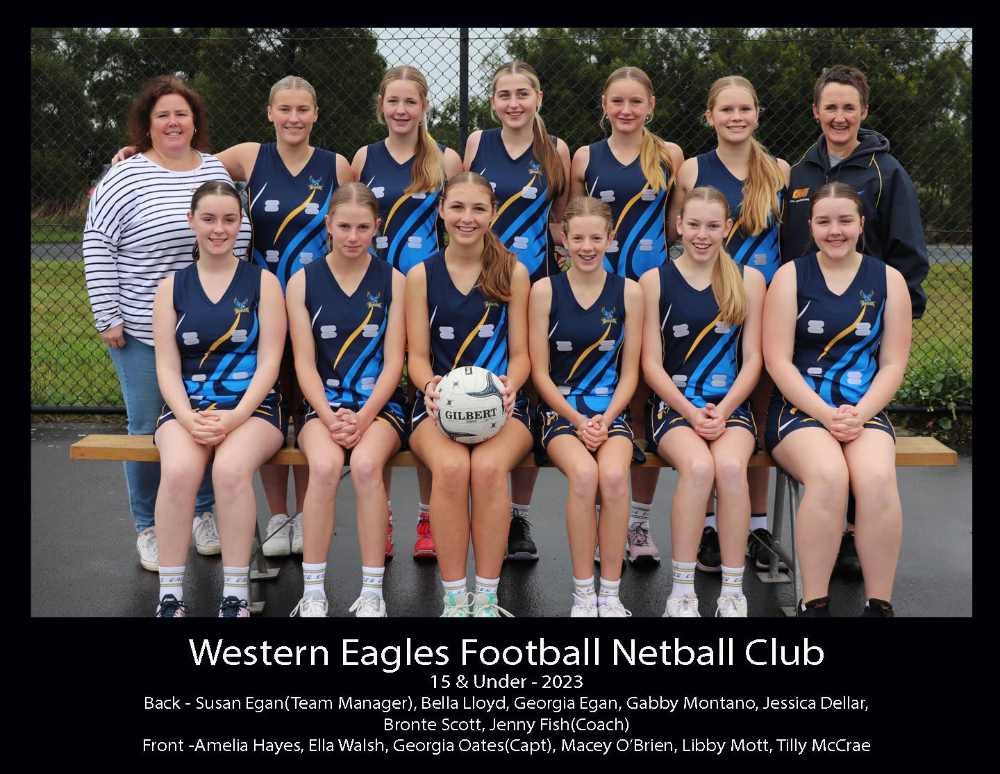 GILBERT
Western Eagles Football Netball Club
15 & Under - 2023
Back - Susan Egan(Team Manager), Bella Lloyd, Georgia Egan, Gabby Montano, Jessica Dellar,
Bronte Scott, Jenny Fish(Coach)
Front -Amelia Hayes, Ella Walsh, Georgia Oates(Capt), Macey O'Brien, Libby Mott, Tilly McCrae